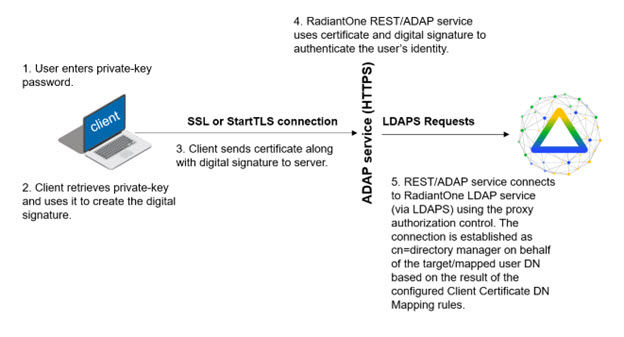 4. RadiantOne REST/ADAP service
uses certificate and digital signature to
authenticate the user's identity.
1. User enters private-key
password.
client
SSL or StartTLS connection
ADAP service (HTTPS)
LDAPS Requests
3. Client sends certificate along
with digital signature to server.
2. Client retrieves private-key
and uses it to create the digital
signature.
5. REST/ADAP service connects
to RadiantOne LDAP service
(via LDAPS) using the proxy
authorization control. The
connection is established as
cn=directory manager on behalf
of the target/mapped user DN
based on the result of the
configured Client Certificate DN
Mapping rules.